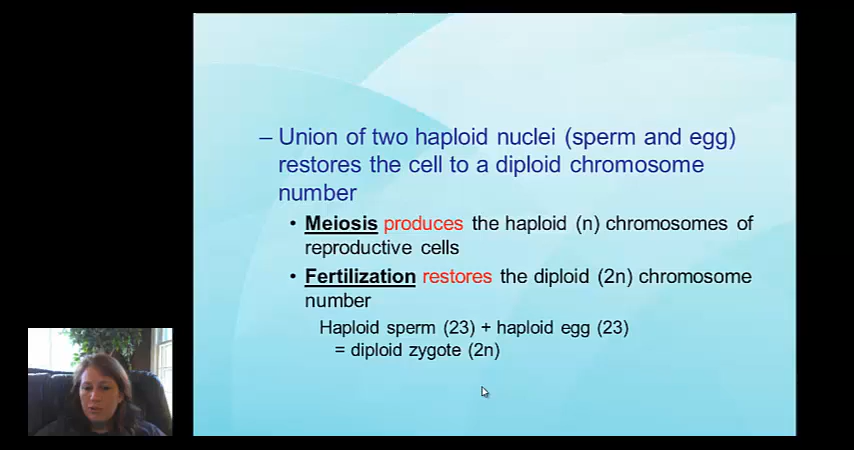 – Union of two haploid nuclei (sperm and egg)
restores the cell to a diploid chromosome
number
• Meiosis produces the haploid (n) chromosomes of
reproductive cells
• Fertilization restores the diploid (2n) chromosome
number
Haploid sperm (23) + haploid egg (23)
= diploid zygote (2n)